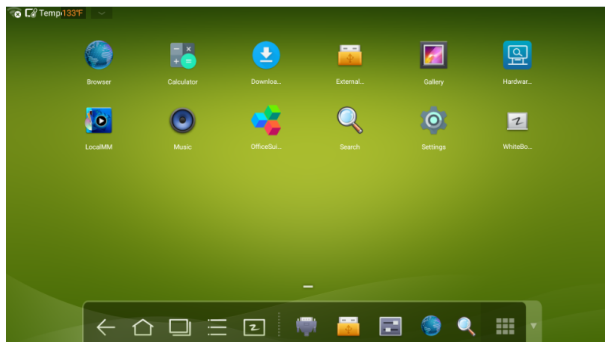 Temp:133°F
Browser Calculator Downloa... External... Gallery Hardwar...
LocalMM Music OfficeSui... Search Settings WhiteBo...